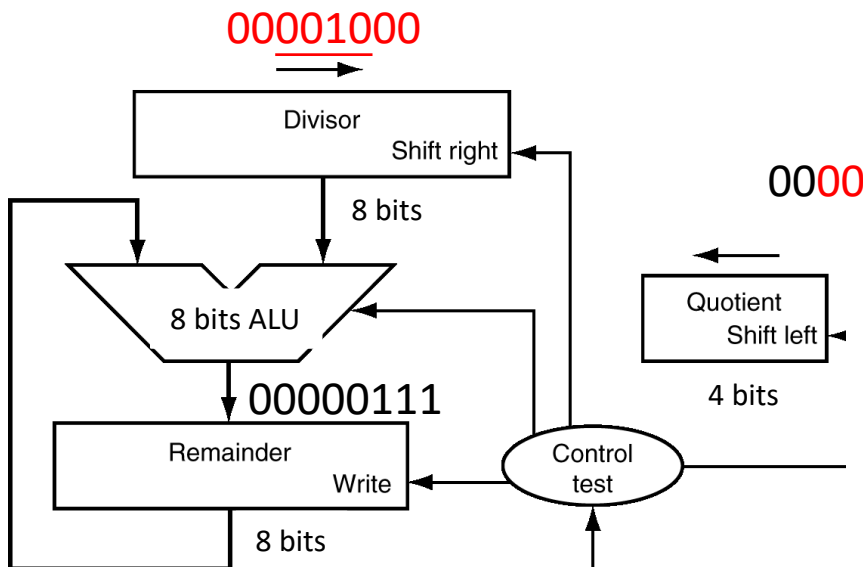 00001000
Divisor
Shift right
0000
8 bits
Quotient
Shift left
8 bits ALU
4 bits
00000111
Remainder
Write
Control
test
8 bits